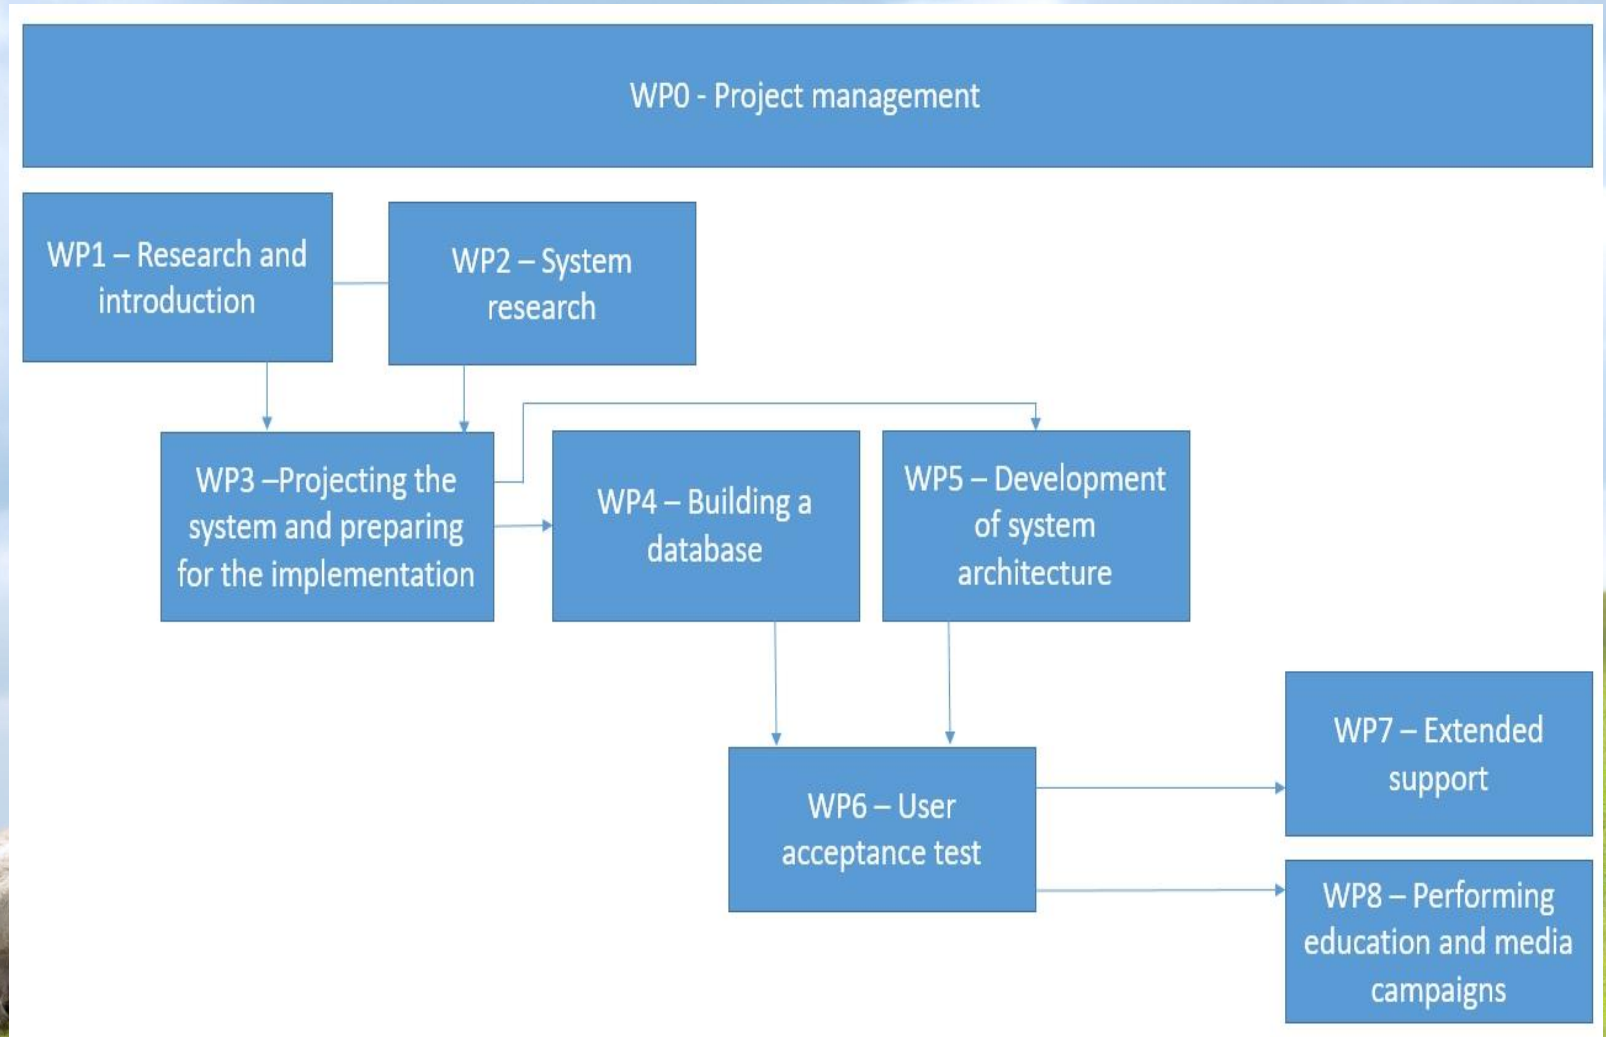 WP0 - Project management
WP1 – Research and
introduction
WP2 – System
research
WP3 –Projecting the
system and preparing
for the implementation
WP4 – Building a
database
WP5 – Development
of system
architecture
WP6 – User
acceptance test
WP7 – Extended
support
WP8 – Performing
education and media
campaigns